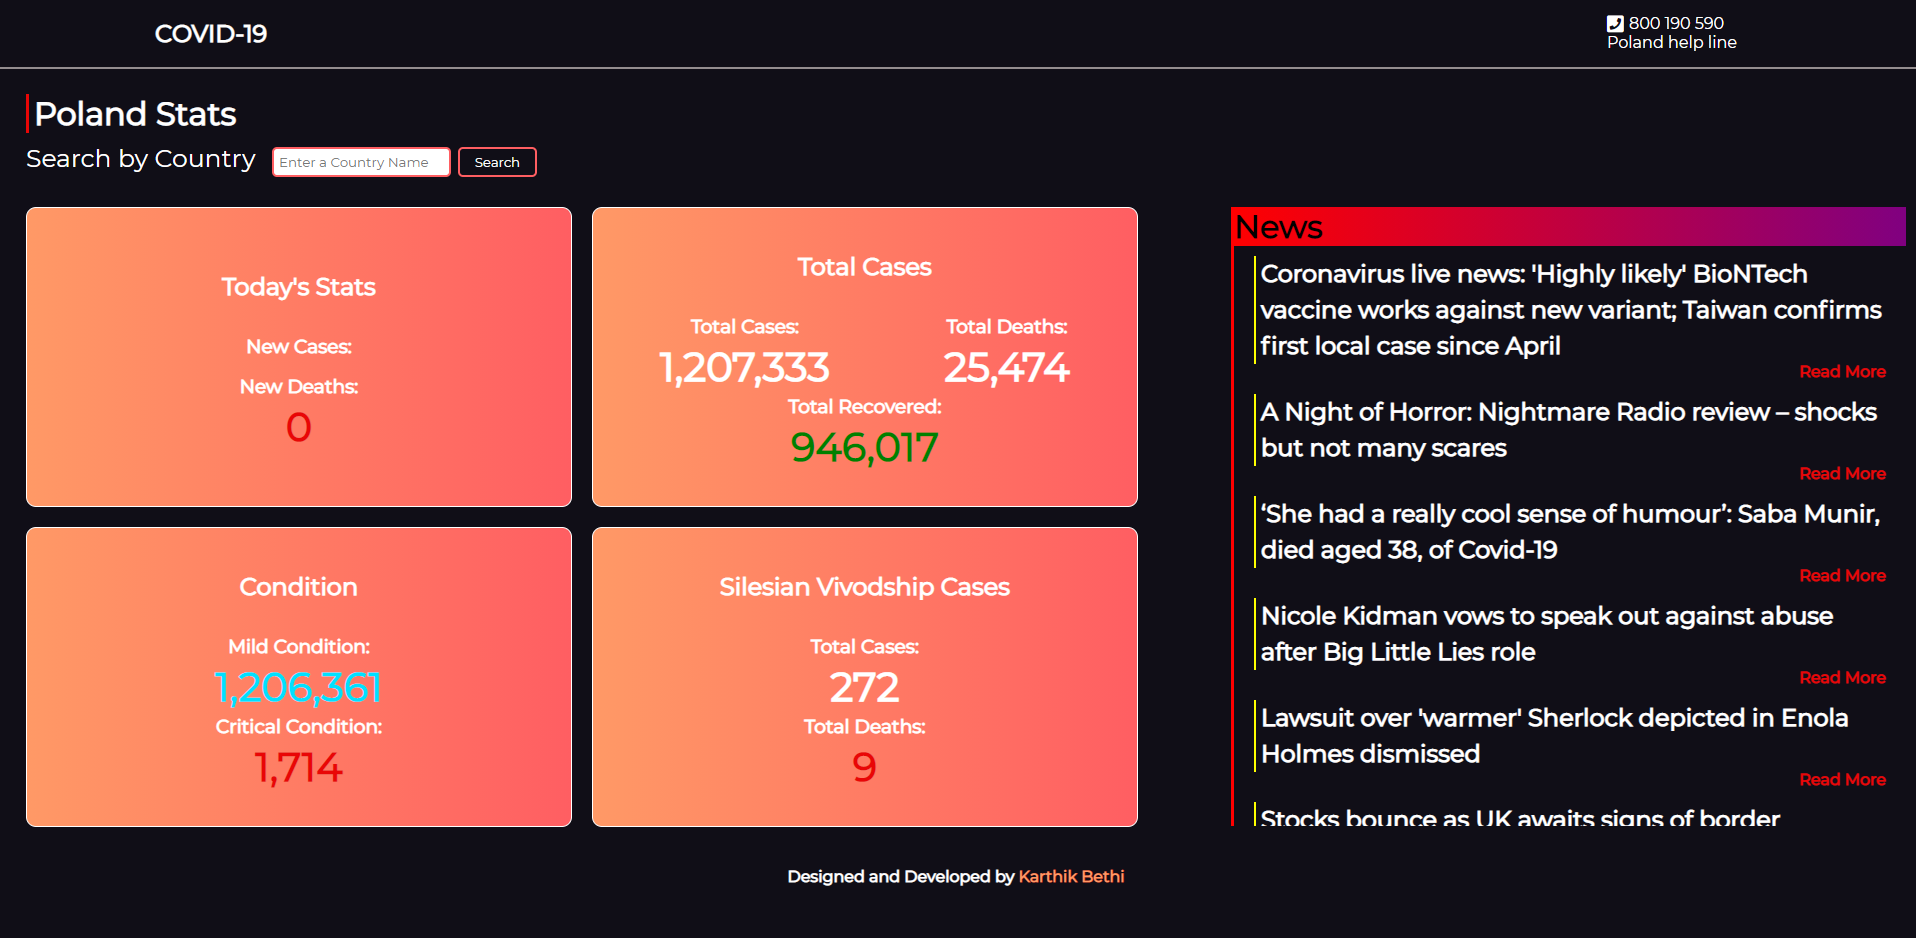 COVID-19
800 190 590
Poland help line
Poland Stats
Search by Country
Enter a Country Name
Search
Today's Stats
New Cases:
New Deaths:
0
Total Cases
Total Cases:
1,207,333
Total Deaths:
25,474
Total Recovered:
946,017
Condition
Mild Condition:
1,206,361
Critical Condition:
1,714
Silesian Vivodship Cases
Total Cases:
272
Total Deaths:
9
News
Coronavirus live news: 'Highly likely' BioNTech
vaccine works against new variant; Taiwan confirms
first local case since April
Read More
A Night of Horror: Nightmare Radio review – shocks
but not many scares
Read More
‘She had a really cool sense of humour’: Saba Munir,
died aged 38, of Covid-19
Read More
Nicole Kidman vows to speak out against abuse
after Big Little Lies role
Read More
Lawsuit over 'warmer' Sherlock depicted in Enola
Holmes dismissed
Read More
Stocks bounce as UK awaits signs of border
Designed and Developed by Karthik Bethi